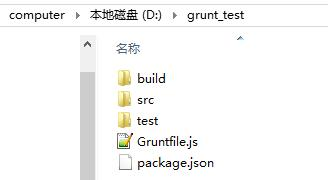 computer 本地磁盘 (D:) grunt_test
名称
build
src
test
Gruntfile.js
package.json